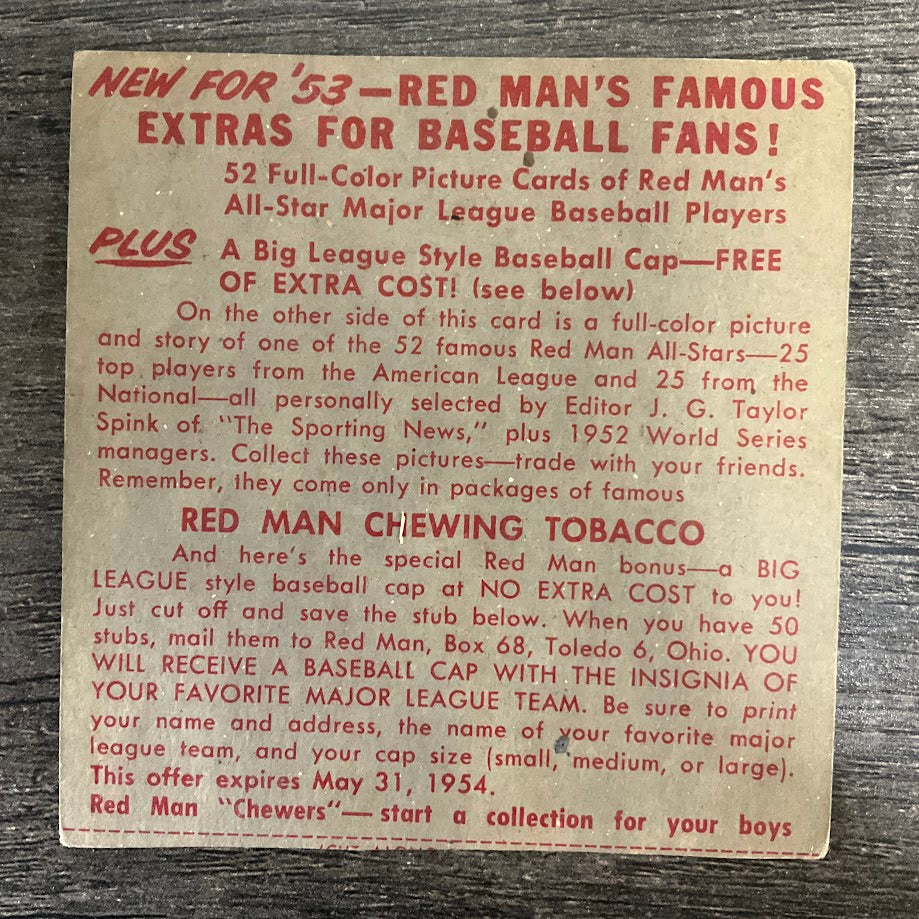 NEW FOR '53—RED MAN'S FAMOUS
EXTRAS FOR BASEBALL FANS!
52 Full-Color Picture Cards of Red Man's
All-Star Major League Baseball Players
PLUS A Big League Style Baseball Cap—FREE
OF EXTRA COST! (see below)
On the other side of this card is a full-color picture
and story of one of the 52 famous Red Man All-Stars—25
top players from the American League and 25 from the
National—all personally selected by Editor J. G. Taylor
Spink of "The Sporting News," plus 1952 World Series
managers. Collect these pictures—trade with your friends.
Remember, they come only in packages of famous
RED MAN CHEWING TOBACCO
And here's the special Red Man bonus—a BIG
LEAGUE style baseball cap at NO EXTRA COST to you!
Just cut off and save the stub below. When you have 50
stubs, mail them to Red Man, Box 68, Toledo 6, Ohio. YOU
WILL RECEIVE A BASEBALL CAP WITH THE INSIGNIA OF
YOUR FAVORITE MAJOR LEAGUE TEAM. Be sure to print
your name and address, the name of your favorite major
league team, and your cap size (small, medium, or large).
This offer expires May 31, 1954.
Red Man "Chewers"—start a collection for your boys